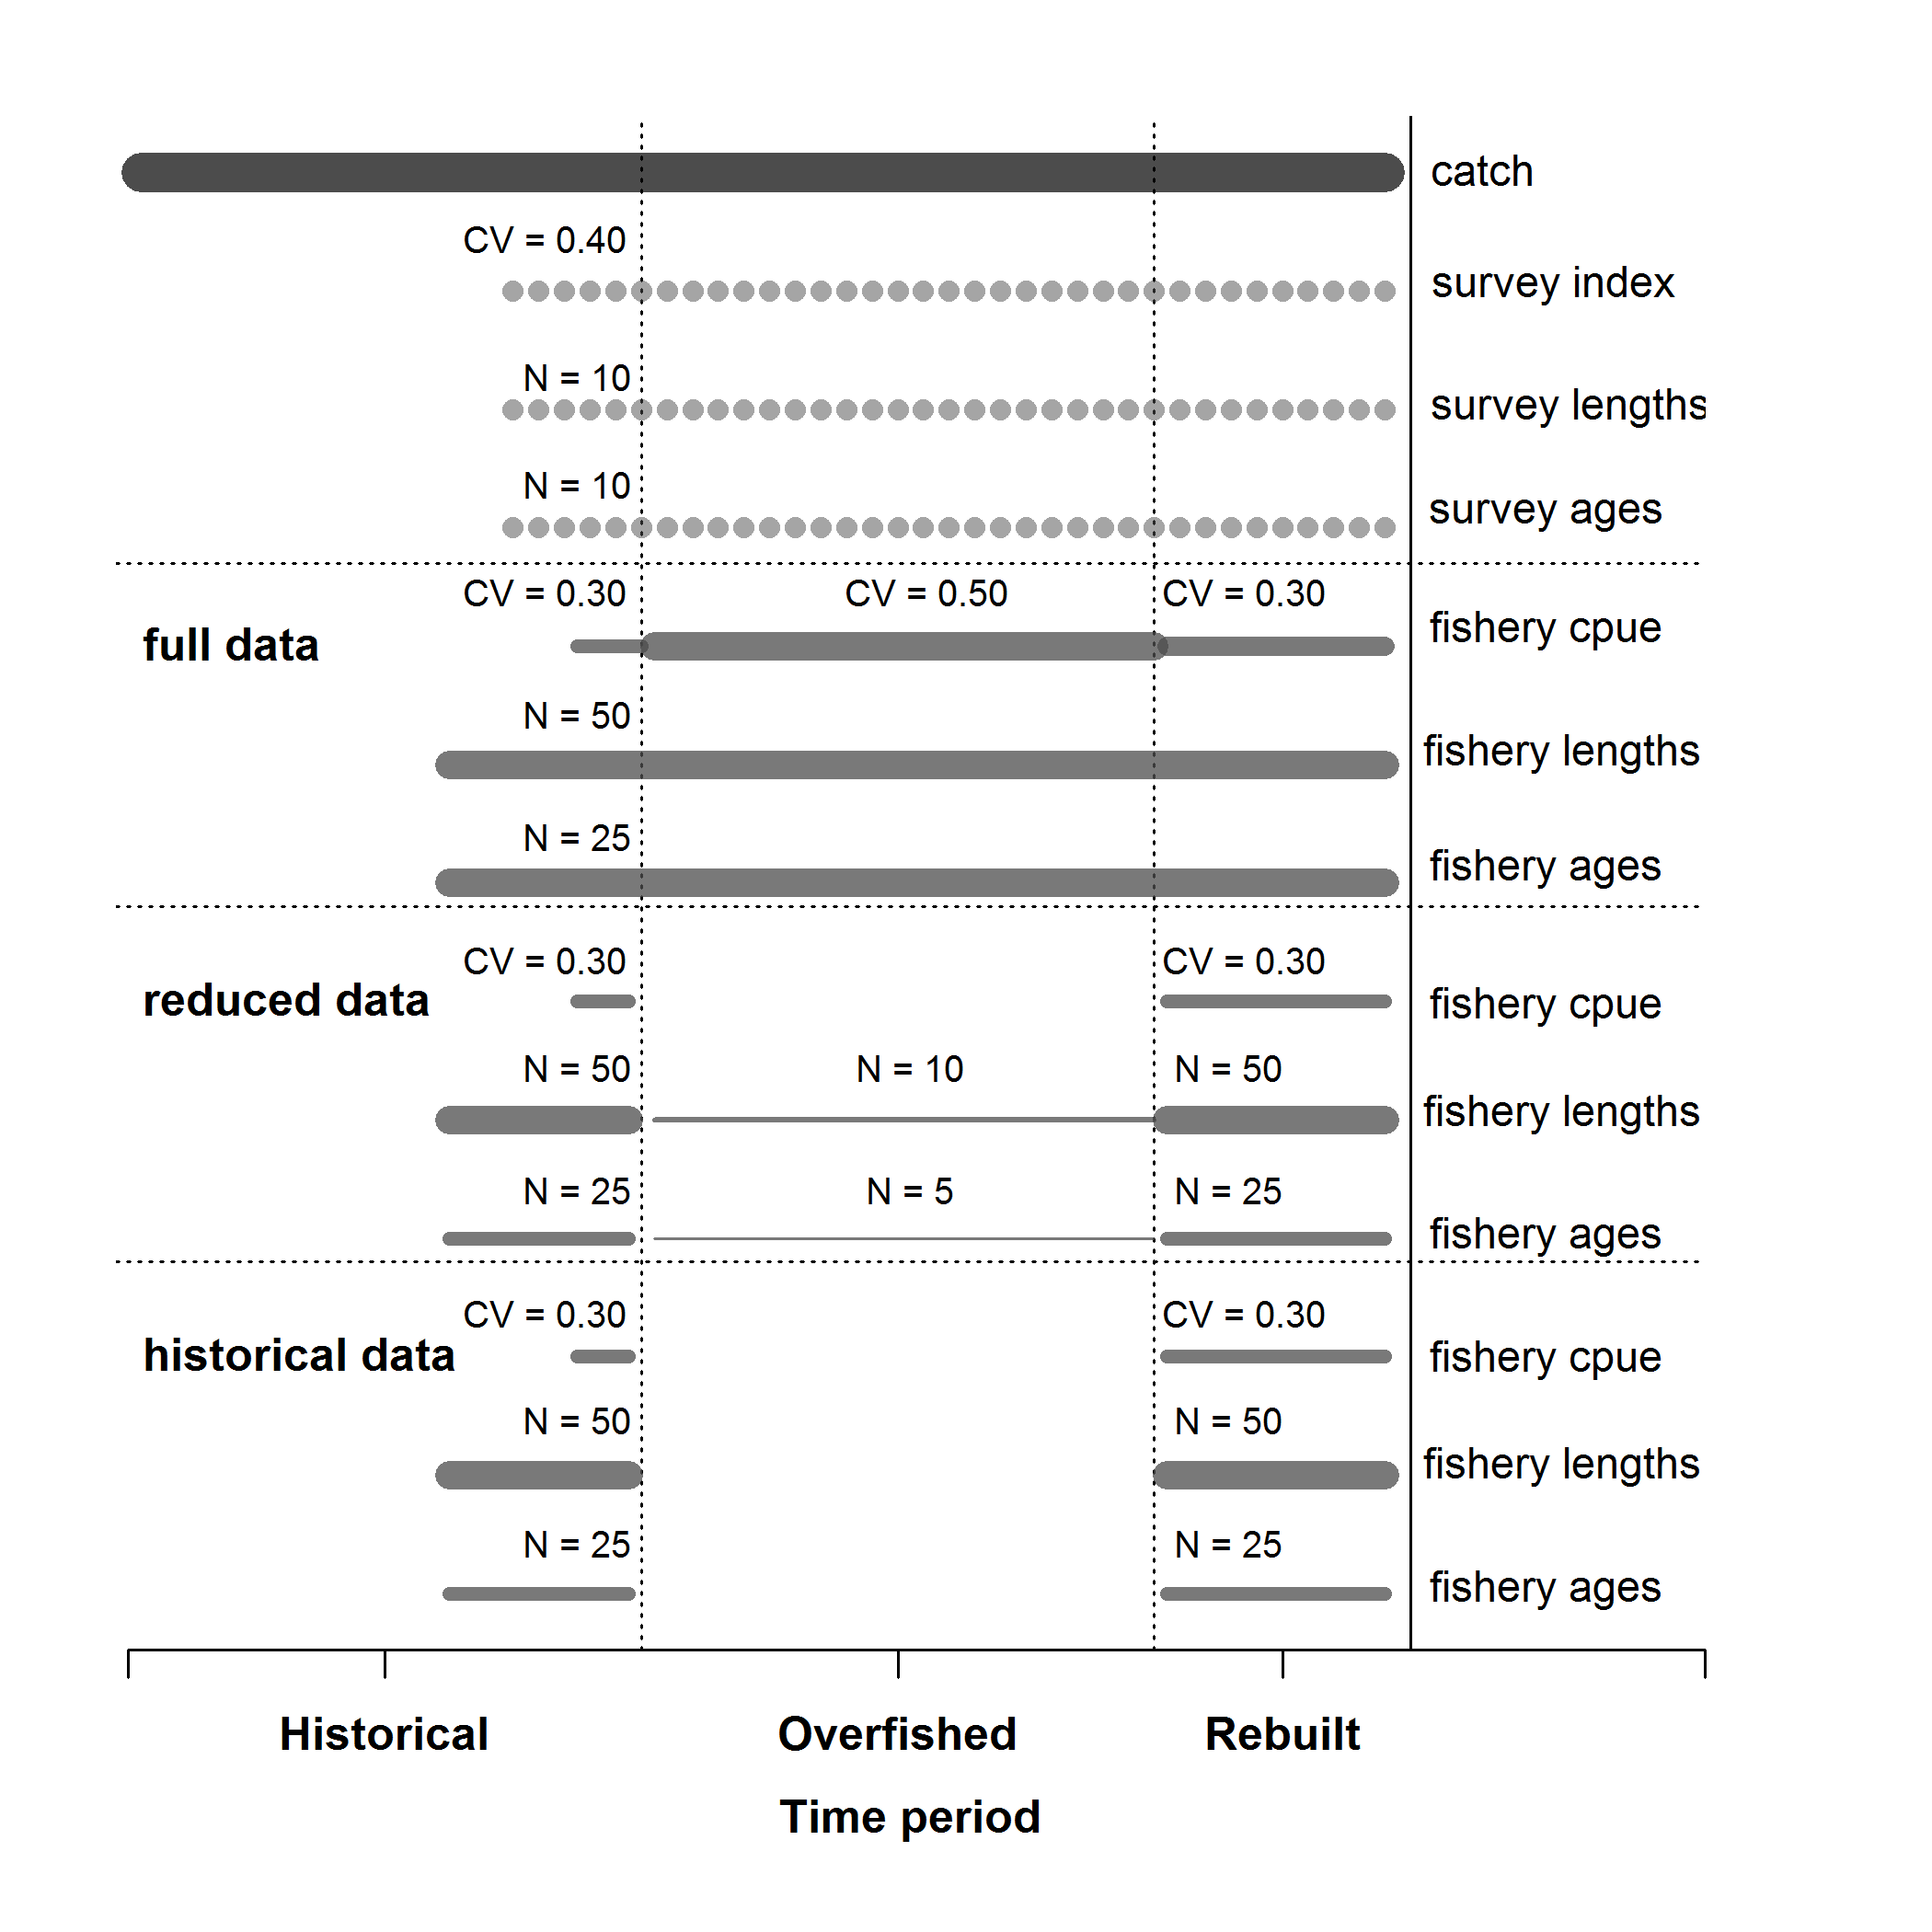 catch
CV = 0.40
survey index
N = 10
survey lengths
N = 10
survey ages
CV = 0.30 CV = 0.50 CV = 0.30
full data fishery cpue
N = 50
fishery lengths
N = 25
fishery ages
CV = 0.30 CV = 0.30
reduced data fishery cpue
N = 50 N = 10 N = 50
fishery lengths
N = 25 N = 5 N = 25
fishery ages
CV = 0.30 CV = 0.30
historical data fishery cpue
N = 50 N = 50
fishery lengths
N = 25 N = 25
fishery ages
Historical Overfished Rebuilt
Time period